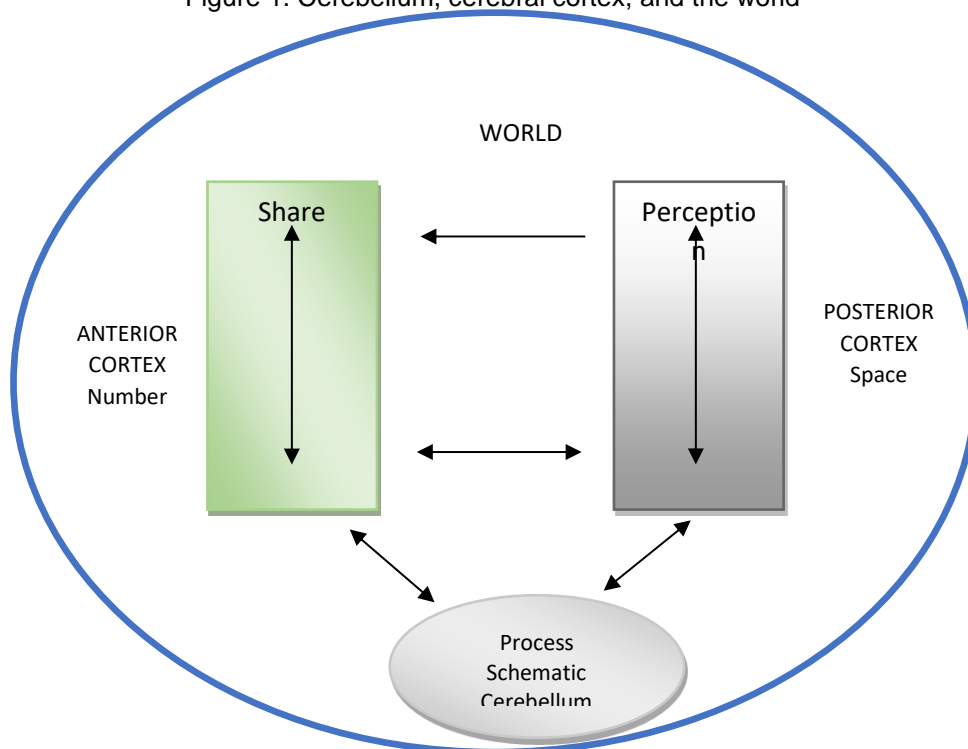 Figure 1. Cerebellum, cerebral cortex, and the world
WORLD
Share
Perceptio
n
ANTERIOR
CORTEX
Number
POSTERIOR
CORTEX
Space
Process
Schematic
Cerebellum